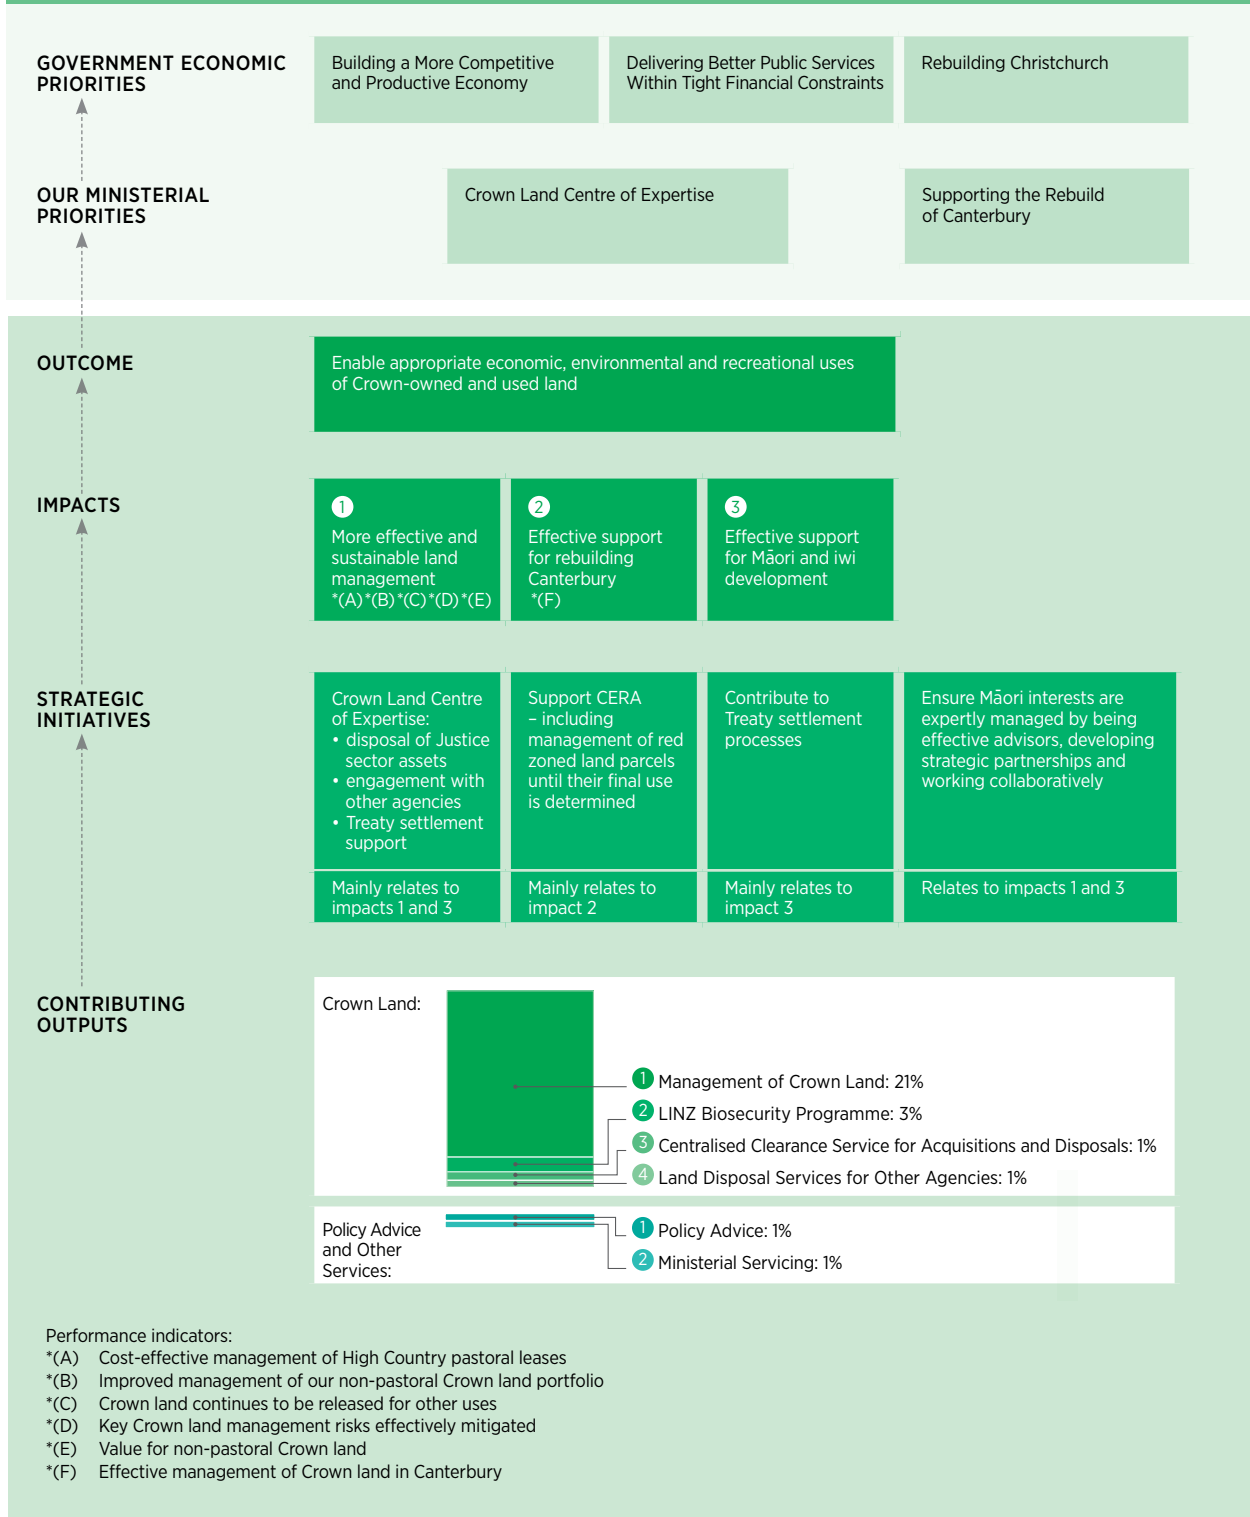 GOVERNMENT ECONOMIC
PRIORITIES
Building a More Competitive
and Productive Economy
Delivering Better Public Services
Within Tight Financial Constraints
Rebuilding Christchurch
OUR MINISTERIAL
PRIORITIES
Crown Land Centre of Expertise
Supporting the Rebuild
of Canterbury
OUTCOME
Enable appropriate economic, environmental and recreational uses
of Crown-owned and used land
IMPACTS
1
More effective and
sustainable land
management
*(A) *(B) *(C) *(D) *(E)
2
Effective support
for rebuilding
Canterbury
*(F)
3
Effective support
for Māori and iwi
development
STRATEGIC
INITIATIVES
Crown Land Centre
of Expertise:
• disposal of Justice
sector assets
• engagement with
other agencies
• Treaty settlement
support
Mainly relates to
impacts 1 and 3
Support CERA
– including
management of red
zoned land parcels
until their final use
is determined
Mainly relates to
impact 2
Contribute to
Treaty settlement
processes
Mainly relates to
impact 3
Ensure Māori interests are
expertly managed by being
effective advisors, developing
strategic partnerships and
working collaboratively
Relates to impacts 1 and 3
CONTRIBUTING
OUTPUTS
Crown Land:
1 Management of Crown Land: 21%
2 LINZ Biosecurity Programme: 3%
3 Centralised Clearance Service for Acquisitions and Disposals: 1%
4 Land Disposal Services for Other Agencies: 1%
Policy Advice
and Other
Services:
1 Policy Advice: 1%
2 Ministerial Servicing: 1%
Performance indicators:
*(A) Cost-effective management of High Country pastoral leases
*(B) Improved management of our non-pastoral Crown land portfolio
*(C) Crown land continues to be released for other uses
*(D) Key Crown land management risks effectively mitigated
*(E) Value for non-pastoral Crown land
*(F) Effective management of Crown land in Canterbury